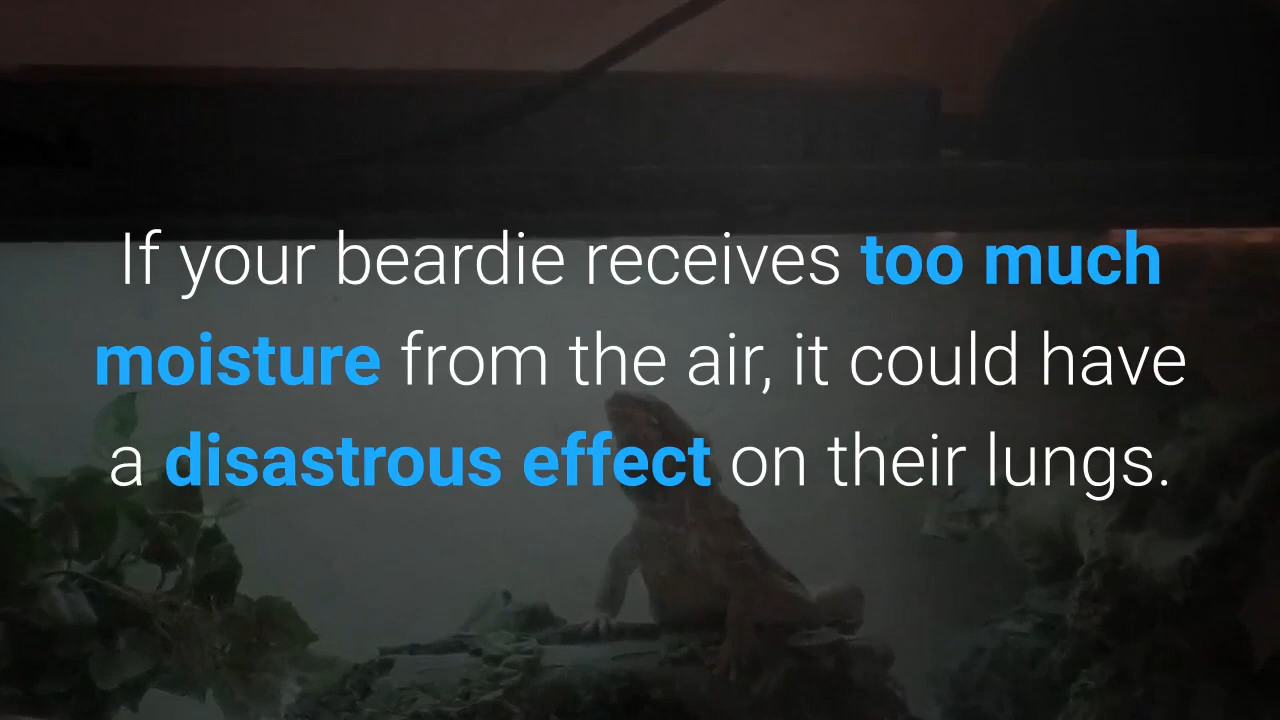 If your beardie receives too much
moisture from the air, it could have
a disastrous effect on their lungs.